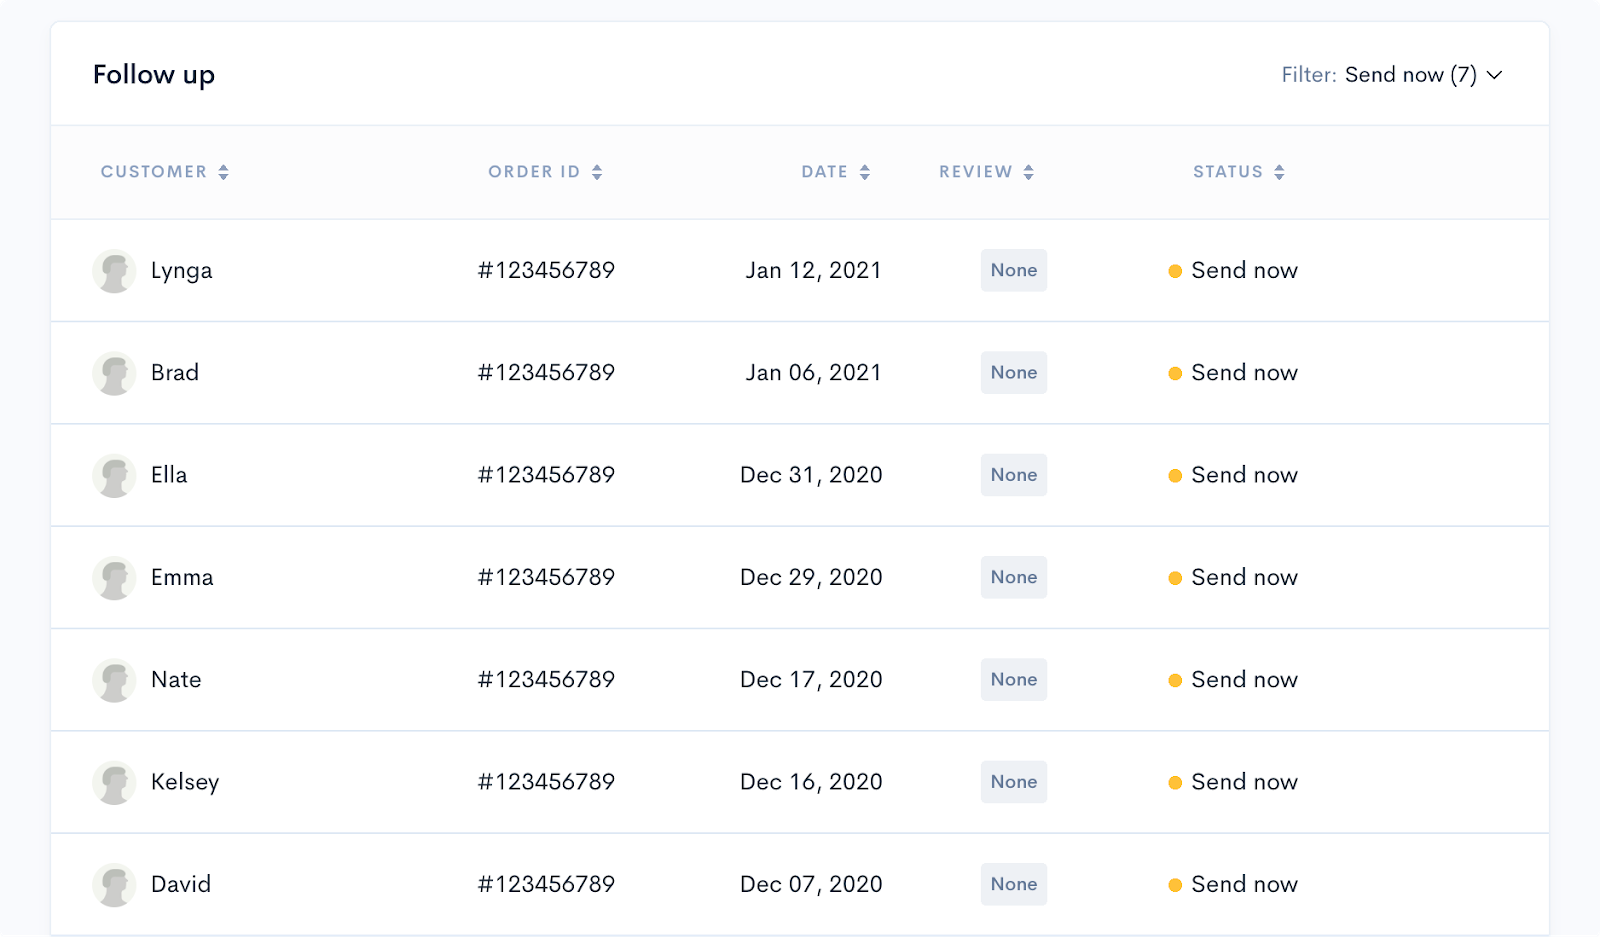 Follow up
Filter: Send now (7)
CUSTOMER ORDER ID DATE REVIEW STATUS
Lynga #123456789 Jan 12, 2021 None Send now
Brad #123456789 Jan 06, 2021 None Send now
Ella #123456789 Dec 31, 2020 None Send now
Emma #123456789 Dec 29, 2020 None Send now
Nate #123456789 Dec 17, 2020 None Send now
Kelsey #123456789 Dec 16, 2020 None Send now
David #123456789 Dec 07, 2020 None Send now